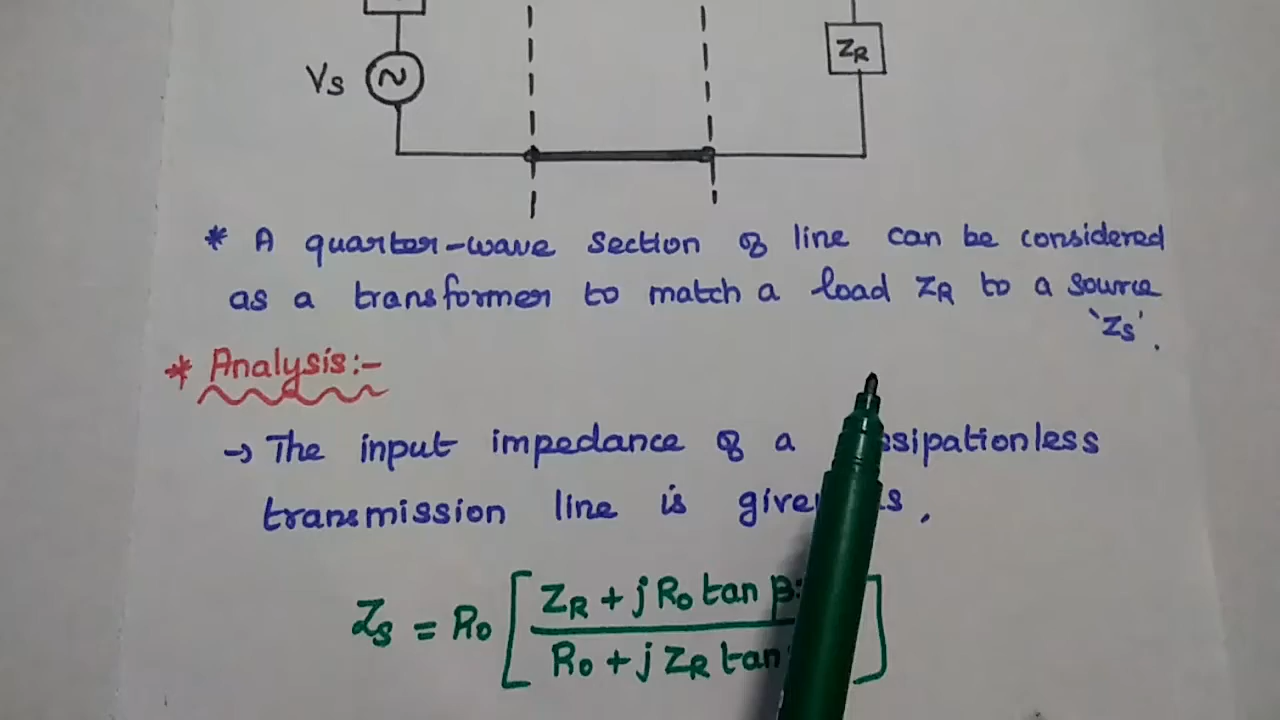 ZR
VS
* A quarter-wave section of line can be considered
as a transformer to match a load ZR to a source
'Zs'.
* Analysis:-
→ The input impedance of a
transmission line is
Zs = R0 [ ZR + j R0 tan β
R0 + j ZR tan ]